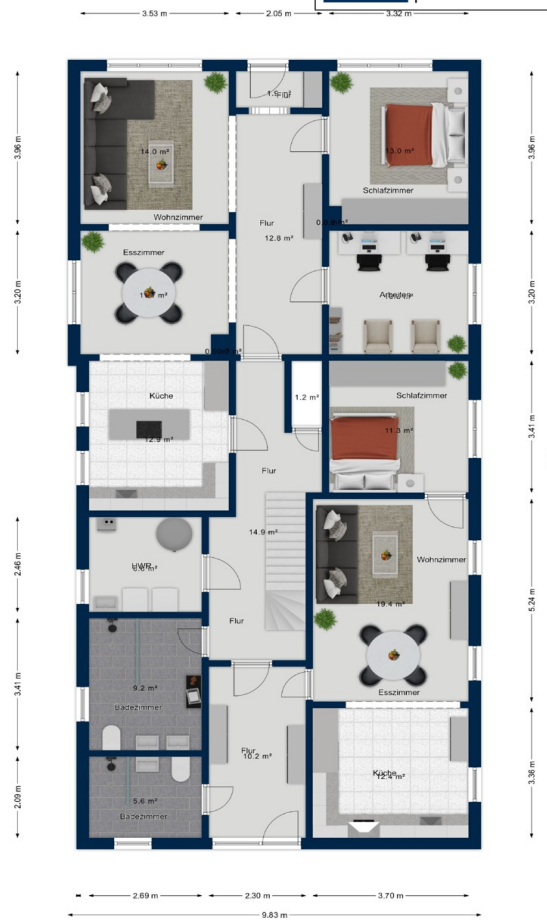 3.53 m
2.05 m
3.32 m
Flur
14.0 m²
13.0 m²
3.96 m
3.96 m
Schlafzimmer
Wohnzimmer
Flur
12.8 m²
Esszimmer
3.20 m
3.20 m
Arbeiten
Küche
1.2 m²
Schlafzimmer
11.3 m²
3.41 m
12.9 m²
Flur
14.9 m²
2.46 m
HWR
Wohnzimmer
5.24 m
19.4 m²
Flur
3.41 m
9.2 m²
Badezimmer
Esszimmer
Flur
10.2 m²
Küche
12.4 m²
3.36 m
2.09 m
5.6 m²
Badezimmer
2.69 m
2.30 m
3.70 m
9.83 m